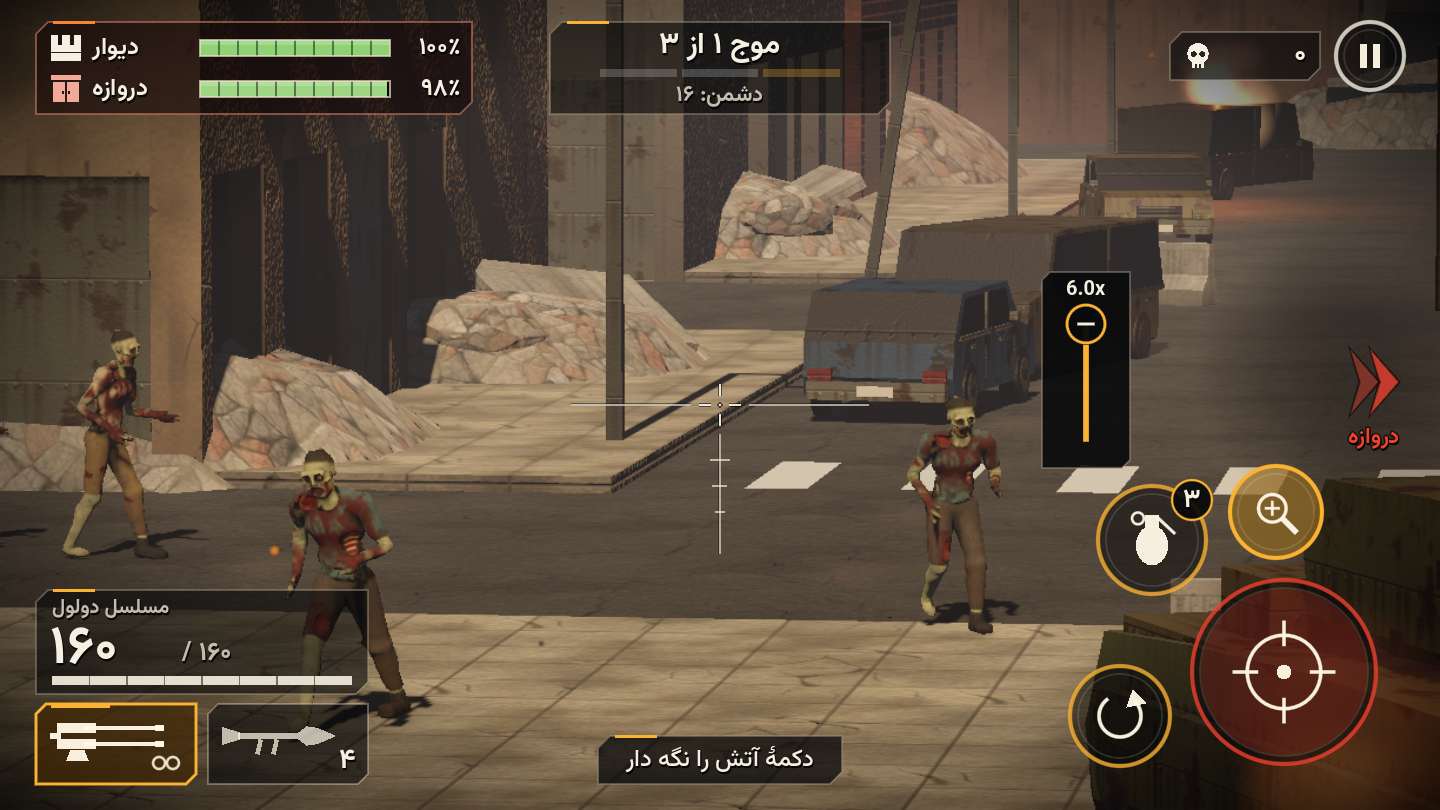 دیوار ۱۰۰٪
دروازه ۹۸٪
موج ۱ از ۳
دشمن: ۱۶
۰
6.0x
دروازه
۳
مسلسل دولول
۱۶۰ / ۱۶۰
∞
۴
دکمهٔ آتش را نگه دار